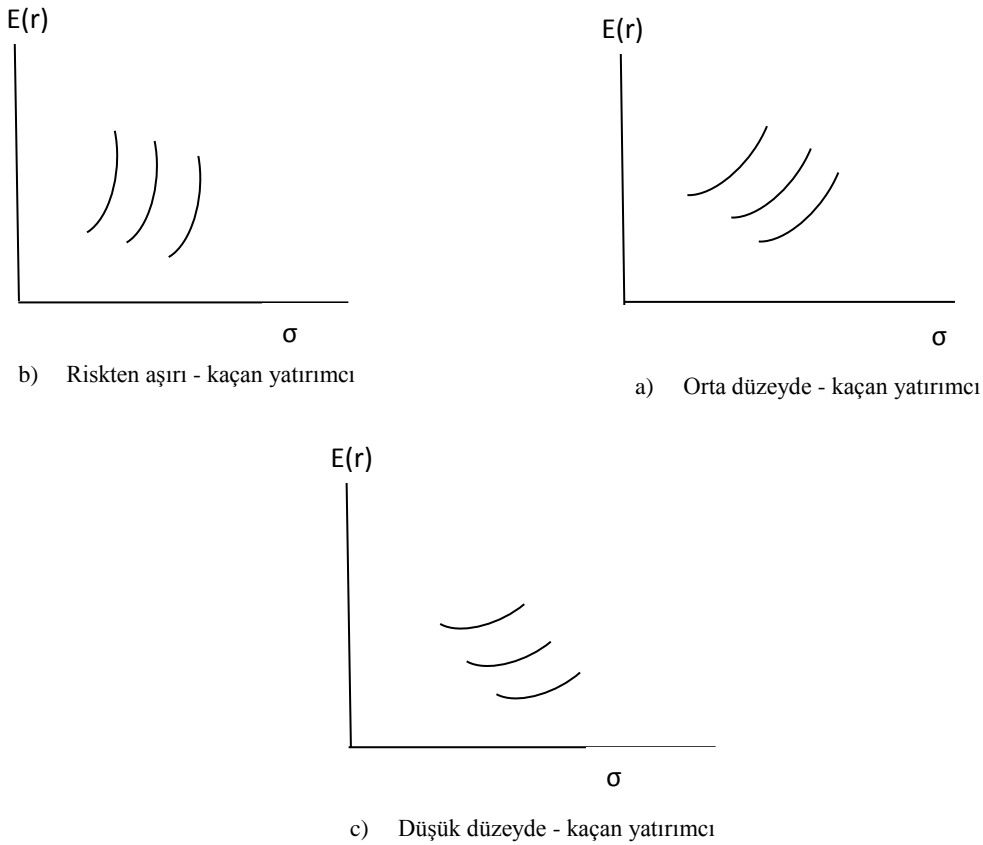 E(r)
σ
b) Riskten aşırı - kaçan yatırımcı
E(r)
σ
a) Orta düzeyde - kaçan yatırımcı
E(r)
σ
c) Düşük düzeyde - kaçan yatırımcı